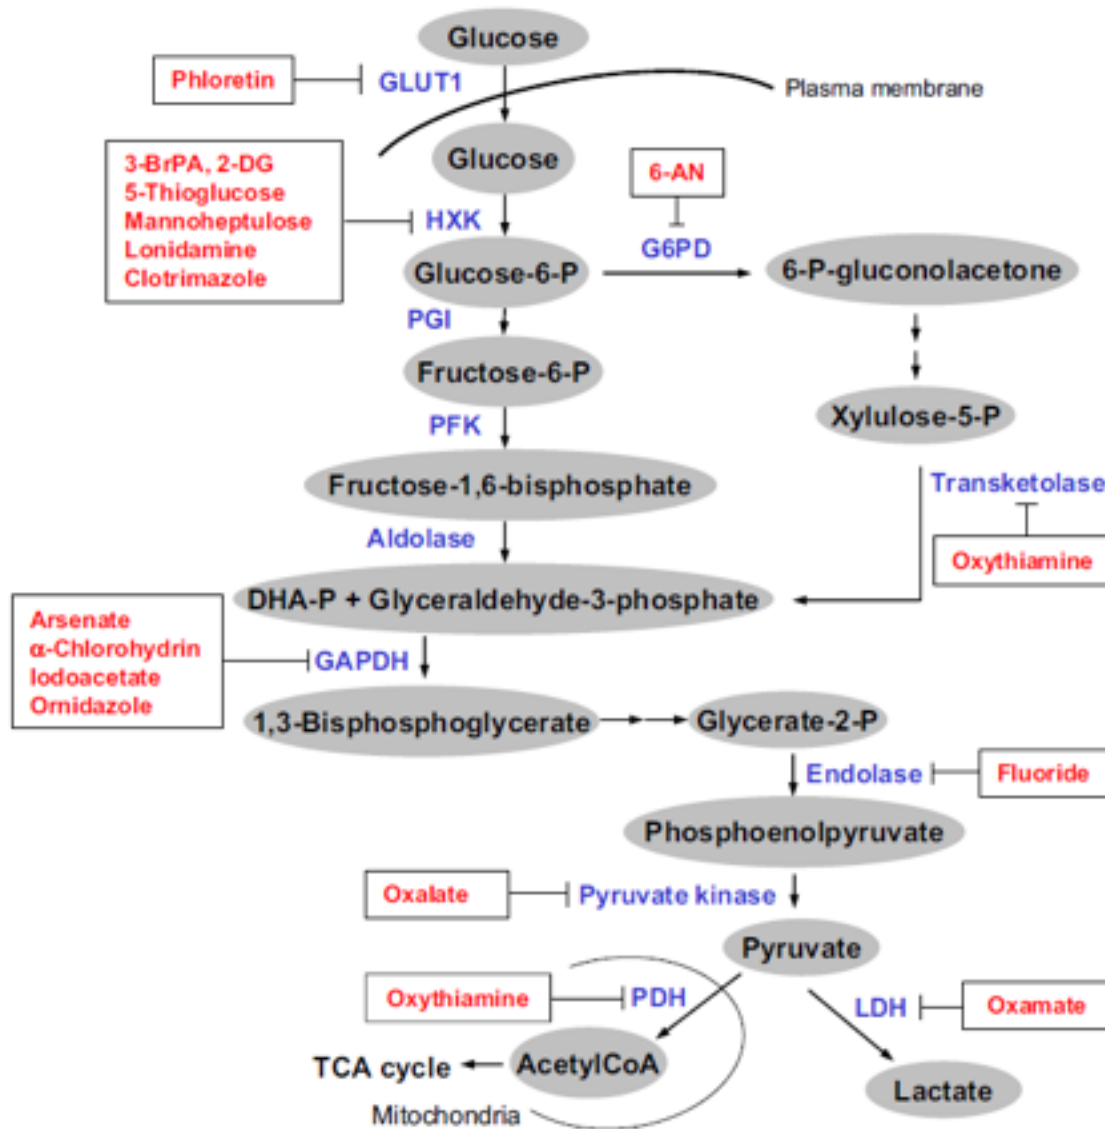 Glucose
Phloretin
GLUT1
Plasma membrane
Glucose
3-BrPA, 2-DG
5-Thioglucose
Mannoheptulose
Lonidamine
Clotrimazole
HXK
6-AN
G6PD
Glucose-6-P
6-P-gluconolacetone
PGI
Fructose-6-P
Xylulose-5-P
PFK
Fructose-1,6-bisphosphate
Transketolase
Aldolase
Oxythiamine
DHA-P + Glyceraldehyde-3-phosphate
Arsenate
α-Chlorohydrin
Iodoacetate
Ornidazole
GAPDH
1,3-Bisphosphoglycerate
Glycerate-2-P
Endolase
Fluoride
Phosphoenolpyruvate
Oxalate
Pyruvate kinase
Pyruvate
Oxythiamine
PDH
LDH
Oxamate
TCA cycle
AcetylCoA
Lactate
Mitochondria